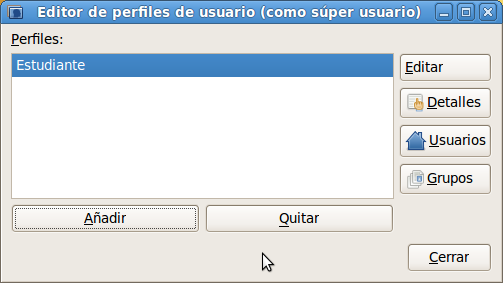 Editor de perfiles de usuario (como súper usuario)
Perfiles:
Estudiante
Editar
Detalles
Usuarios
Grupos
Añadir
Quitar
Cerrar